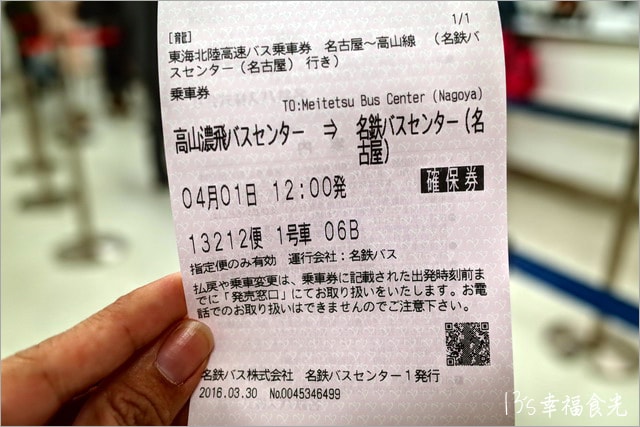 [龍]
1/1
東海北陸高速バス乗車券 名古屋～高山線 (名鉄バ
スセンター(名古屋) 行き)
乗車券
TO:Meitetsu Bus Center (Nagoya)
高山濃飛バスセンター ⇒ 名鉄バスセンター(名
古屋)
04月01日 12:00発
確保券
13212便 1号車 06B
指定便のみ有効 運行会社:名鉄バス
払戻や乗車変更は、乗車券に記載された出発時刻前ま
でに「発売窓口」にてお取り扱いをいたします。お電
話でのお取り扱いはできませんのでご注意下さい。
名鉄バス株式会社 名鉄バスセンター1発行
2016.03.30 No.0045346499
13's幸福食光